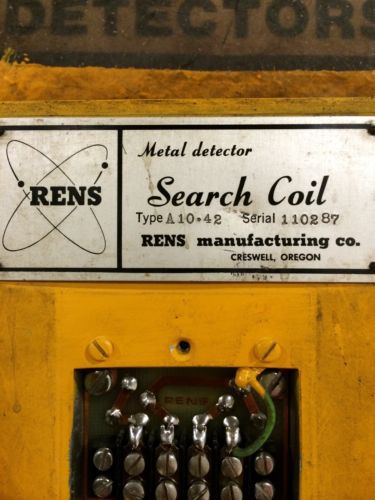 DETECTORS
RENS
Metal detector
Search Coil
Type A10-42 Serial 110287
RENS manufacturing co.
CRESWELL, OREGON
RENS